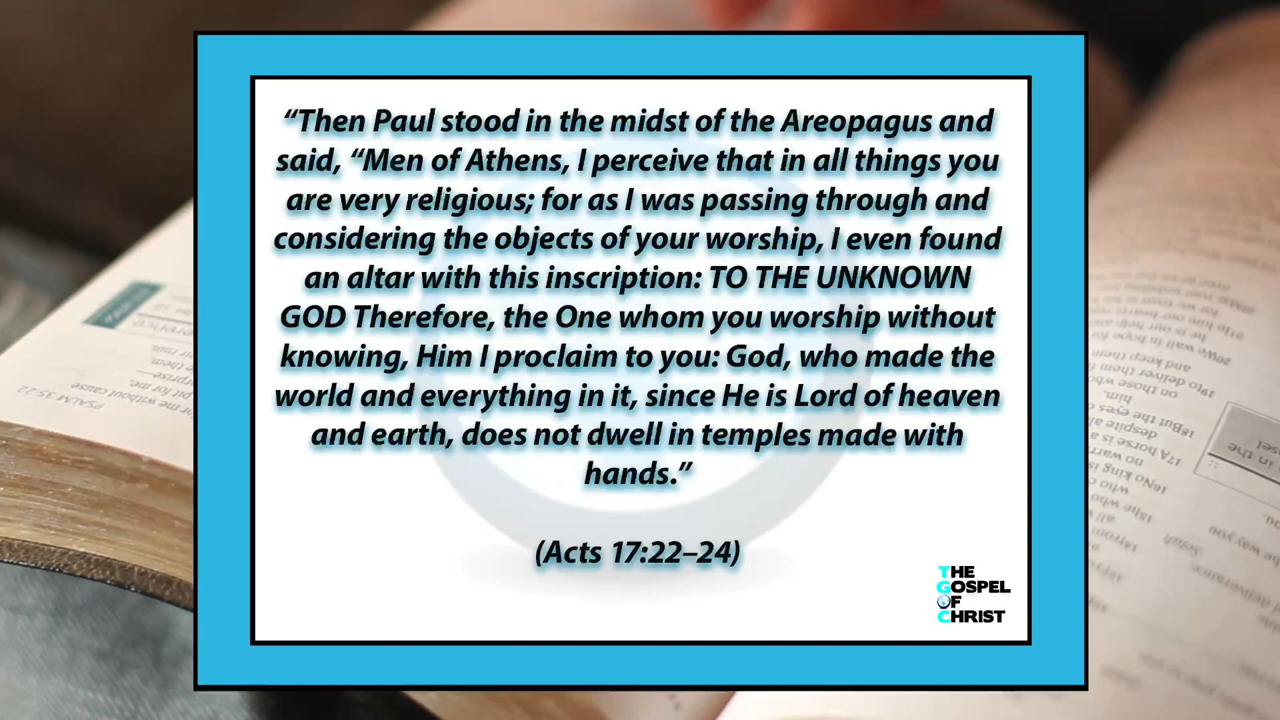 “Then Paul stood in the midst of the Areopagus and
said, “Men of Athens, I perceive that in all things you
are very religious; for as I was passing through and
considering the objects of your worship, I even found
an altar with this inscription: TO THE UNKNOWN
GOD Therefore, the One whom you worship without
knowing, Him I proclaim to you: God, who made the
world and everything in it, since He is Lord of heaven
and earth, does not dwell in temples made with
hands.”
(Acts 17:22–24)
THE
GOSPEL
OF
CHRIST
PSALM 35:22